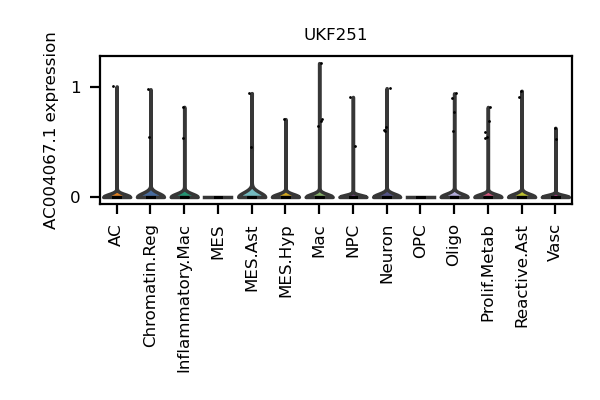 UKF251
AC004067.1 expression
1
0
AC
Chromatin.Reg
Inflammatory.Mac
MES
MES.Ast
MES.Hyp
Mac
NPC
Neuron
OPC
Oligo
Prolif.Metab
Reactive.Ast
Vasc